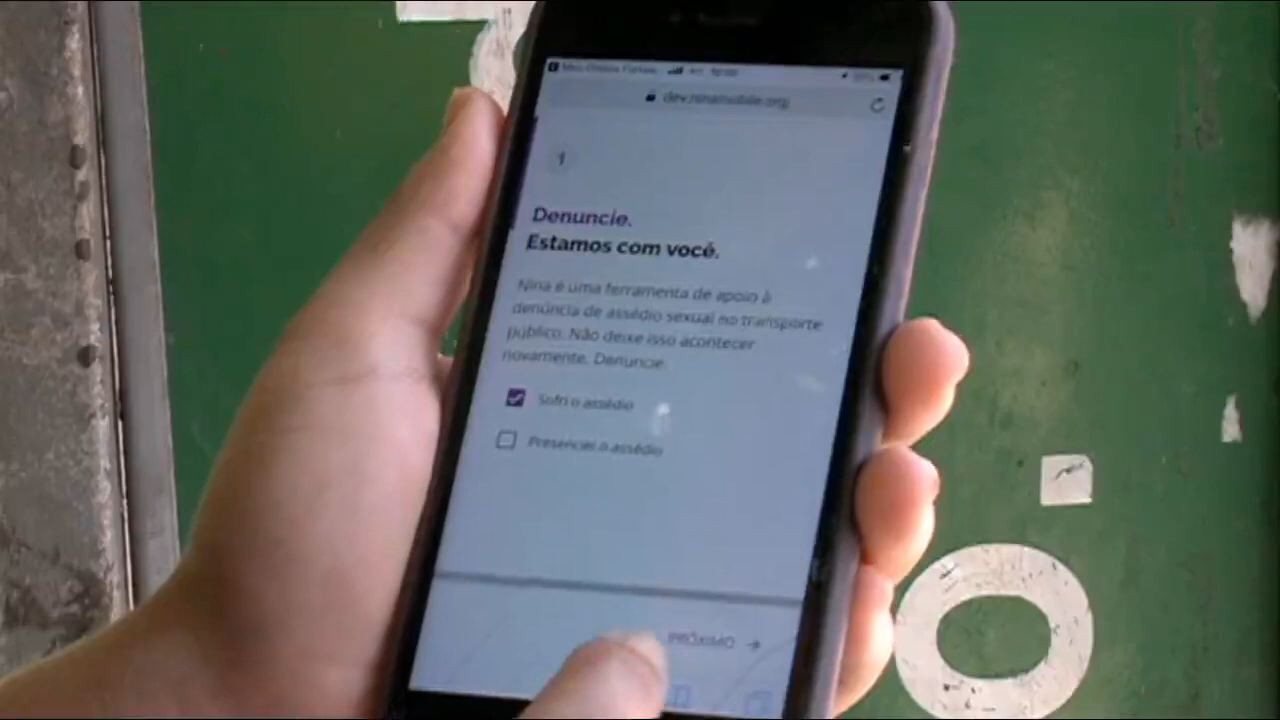 dev.ninamobile.org
1
Denuncie.
Estamos com você.
Nina é uma ferramenta de apoio à
denúncia de assédio sexual no transporte
público. Não deixe isso acontecer
novamente. Denuncie.
Sofri o assédio
Presenciei o assédio
PRÓXIMO →
O